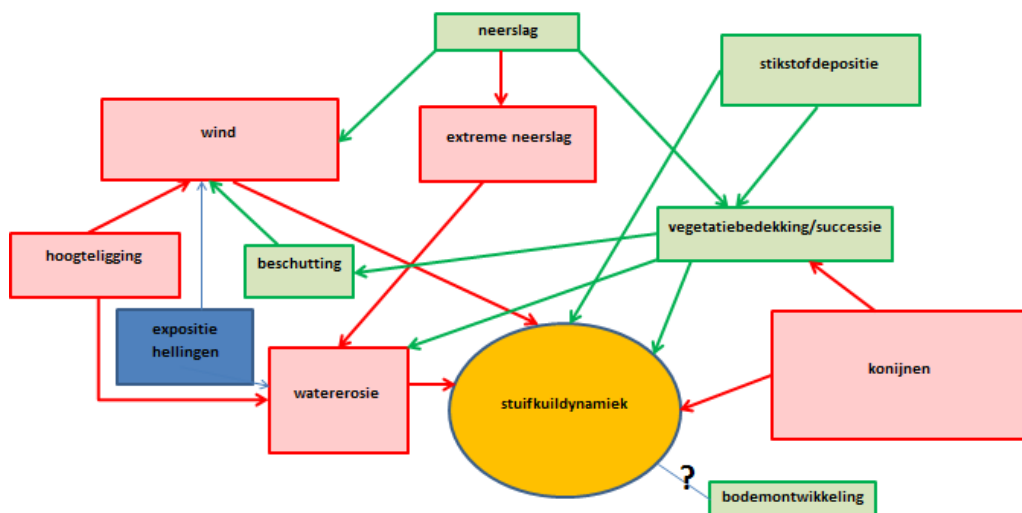 neerslag
stikstofdepositie
wind
extreme neerslag
vegetatiebedekking/successie
hoogteligging
beschutting
expositie
hellingen
konijnen
watererosie
stuifkuildynamiek
?
bodemontwikkeling